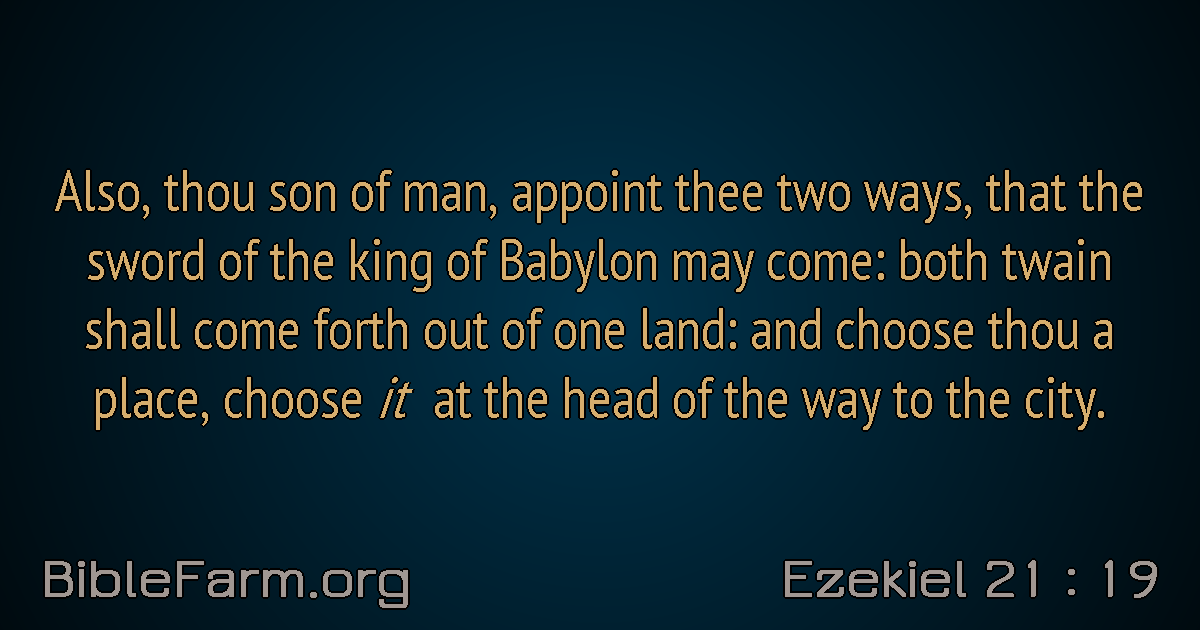 Also, thou son of man, appoint thee two ways, that the
sword of the king of Babylon may come: both twain
shall come forth out of one land: and choose thou a
place, choose it at the head of the way to the city.
BibleFarm.org
Ezekiel 21 : 19